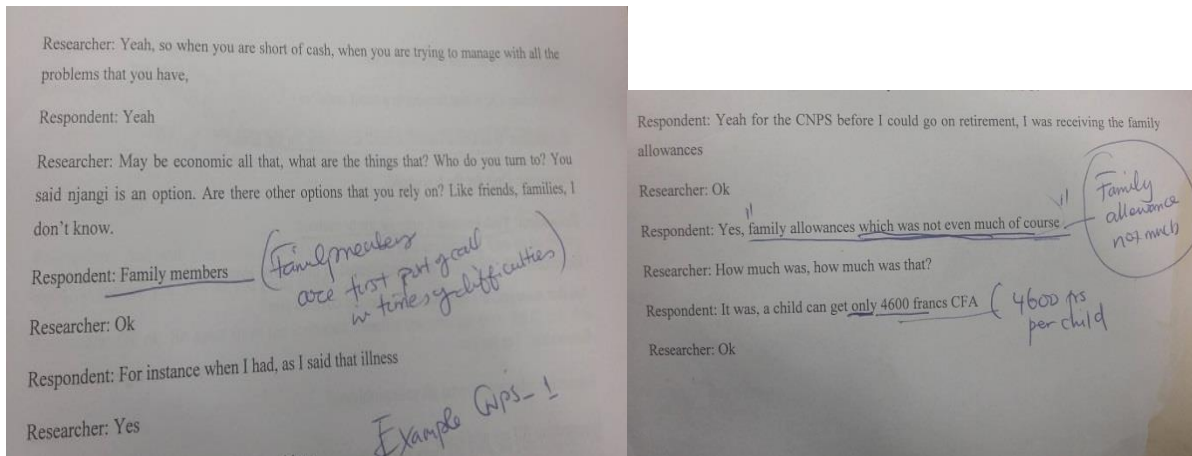 Researcher: Yeah, so when you are short of cash, when you are trying to manage with all the
problems that you have,
Respondent: Yeah
Researcher: May be economic all that, what are the things that? Who do you turn to? You
said njangi is an option. Are there other options that you rely on? Like friends, families, I
don't know.
Respondent: Family members
(Family members
are first port of call
in times of difficulties)
Researcher: Ok
Respondent: For instance when I had, as I said that illness
Researcher: Yes
Example CNPS_1
Respondent: Yeah for the CNPS before I could go on retirement, I was receiving the family
allowances
Researcher: Ok
Respondent: Yes, "family allowances which was not even much of course"
Family
allowance
not much
Researcher: How much was, how much was that?
Respondent: It was, a child can get only 4600 francs CFA
(4600 frs
per child
Researcher: Ok